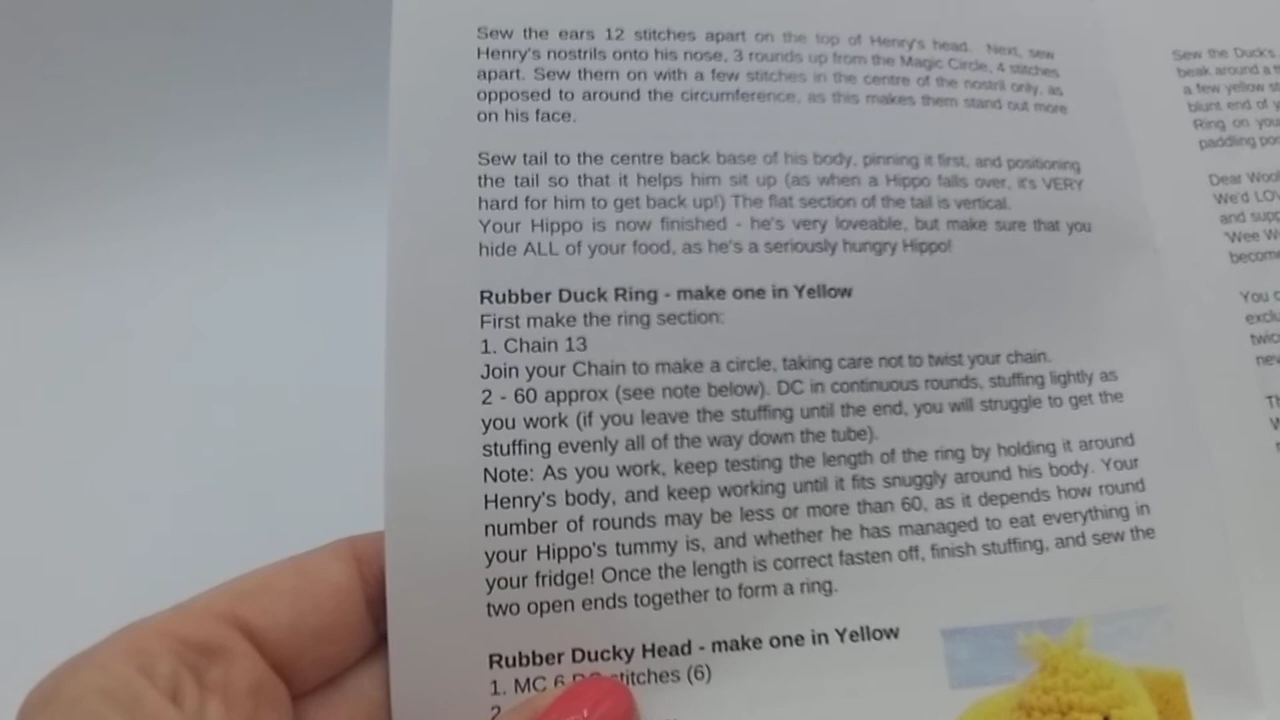 Sew the ears 12 stitches apart on the top of Henry's head. Next, sew
Henry's nostrils onto his nose, 3 rounds up from the Magic Circle, 4 stitches
apart. Sew them on with a few stitches in the centre of the nostril only, as
opposed to around the circumference, as this makes them stand out more
on his face.
Sew tail to the centre back base of his body, pinning it first, and positioning
the tail so that it helps him sit up (as when a Hippo falls over, it's VERY
hard for him to get back up!) The flat section of the tail is vertical.
Your Hippo is now finished - he's very loveable, but make sure that you
hide ALL of your food, as he's a seriously hungry Hippo!
Rubber Duck Ring - make one in Yellow
First make the ring section:
1. Chain 13
Join your Chain to make a circle, taking care not to twist your chain.
2 - 60 approx (see note below). DC in continuous rounds, stuffing lightly as
you work (if you leave the stuffing until the end, you will struggle to get the
stuffing evenly all of the way down the tube).
Note: As you work, keep testing the length of the ring by holding it around
Henry's body, and keep working until it fits snuggly around his body. Your
number of rounds may be less or more than 60, as it depends how round
your Hippo's tummy is, and whether he has managed to eat everything in
your fridge! Once the length is correct fasten off, finish stuffing, and sew the
two open ends together to form a ring.
Rubber Ducky Head - make one in Yellow
1. MC 6 DC stitches (6)
2
Sew the Duck's
beak around a
a few yellow
blunt end of
Ring on you
paddling
Dear
We'd
and
'Wee
You